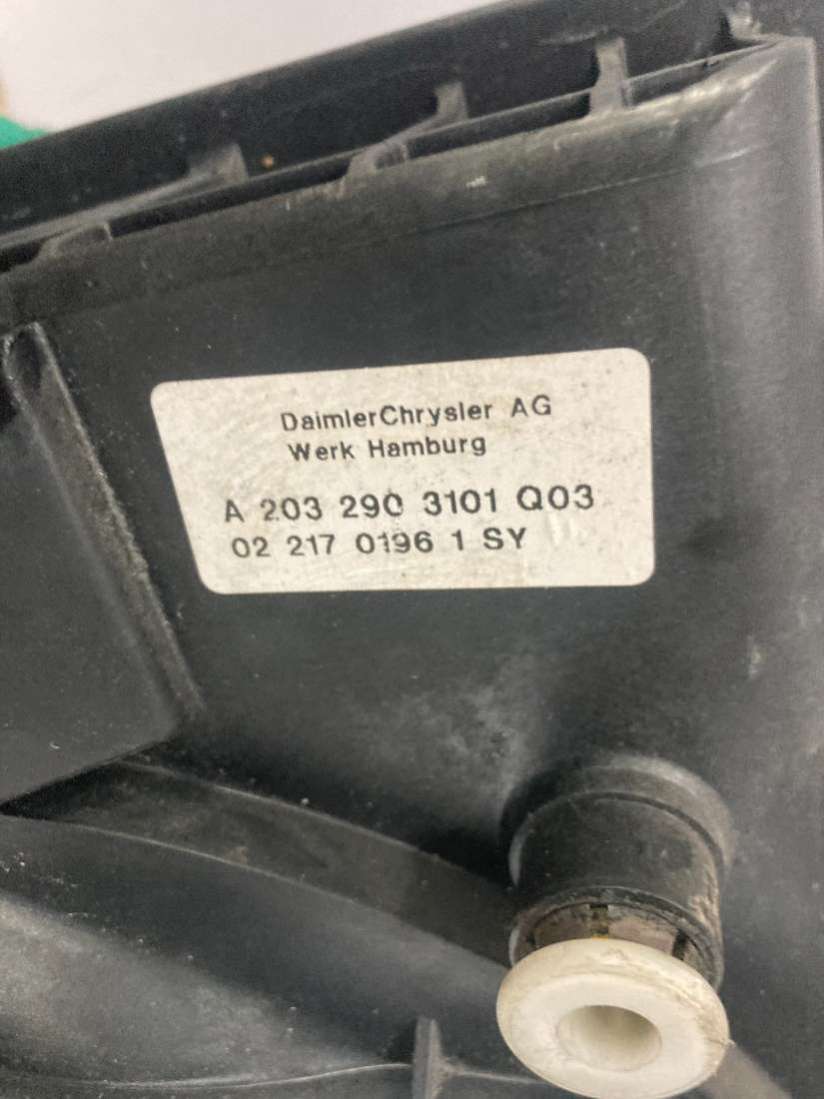 DaimlerChrysler AG
Werk Hamburg
A 203 290 3101 Q03
02 217 0196 1 SY